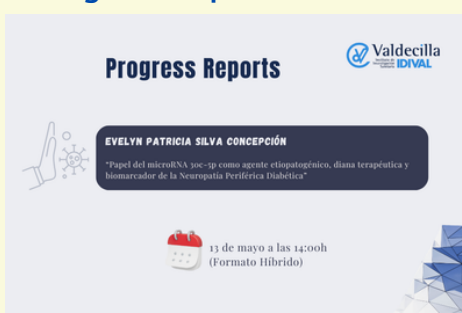 Progress Reports
Valdecilla
IDIVAL
EVELYN PATRICIA SILVA CONCEPCIÓN
"Papel del microRNA 30c-5p como agente etiopatogénico, diana terapéutica y
biomarcador de la Neuropatía Periférica Diabética"
13 de mayo a las 14:00h
(Formato Híbrido)